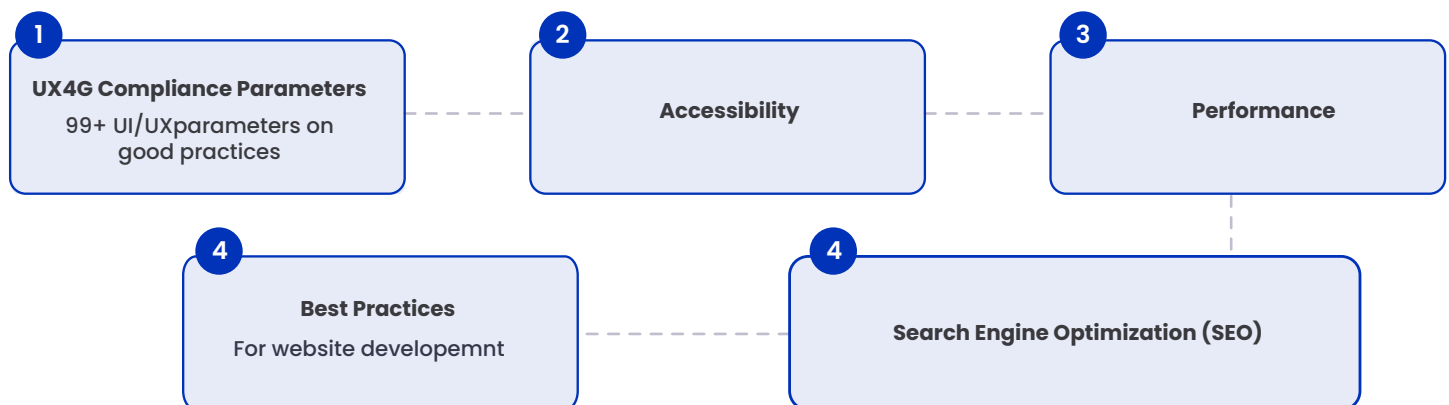 1
UX4G Compliance Parameters
99+ UI/UXparameters on
good practices
2
Accessibility
3
Performance
4
Search Engine Optimization (SEO)
4
Best Practices
For website developemnt